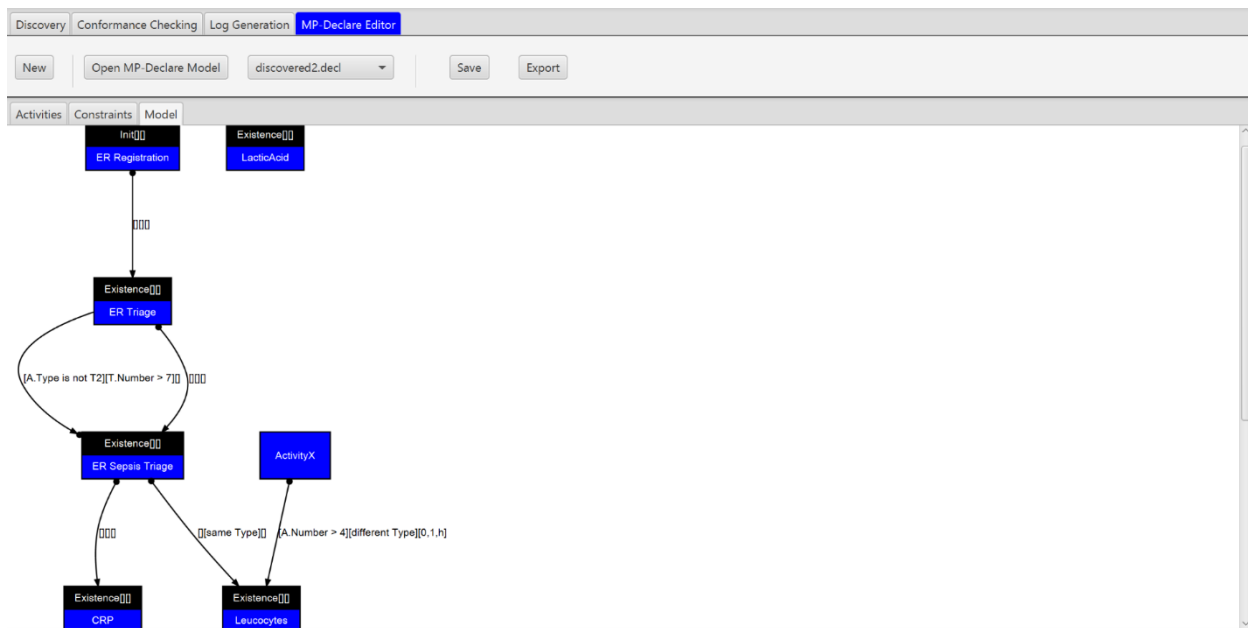 Discovery Conformance Checking Log Generation MP-Declare Editor
New Open MP-Declare Model discovered2.decl Save Export
Activities Constraints Model
Init[][] Existence[][]
ER Registration LacticAcid
[][][]
Existence[][]
ER Triage
[A.Type is not T2][T.Number > 7][] [][][]
Existence[][]
ER Sepsis Triage ActivityX
[][][] [][same Type][] [A.Number > 4][different Type][0,1,h]
Existence[][] Existence[][]
CRP Leucocytes